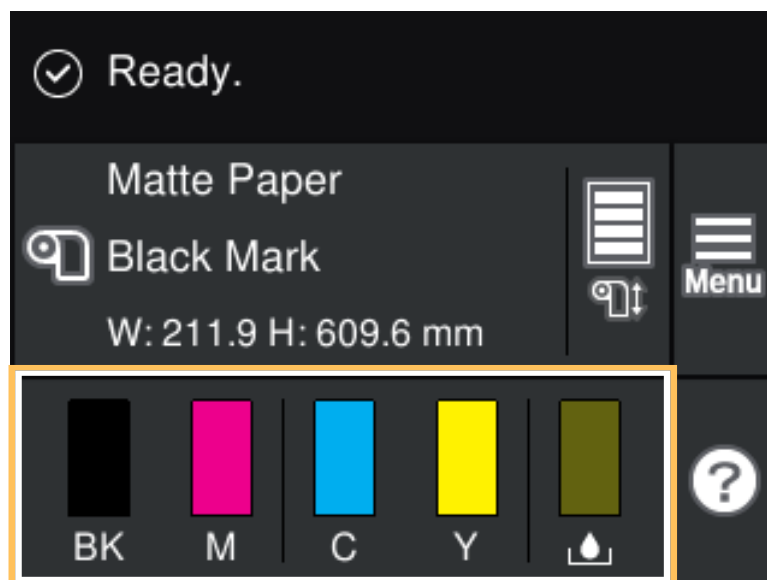 Ready.
Matte Paper
Black Mark
W: 211.9 H: 609.6 mm
Menu
BK M C Y
?